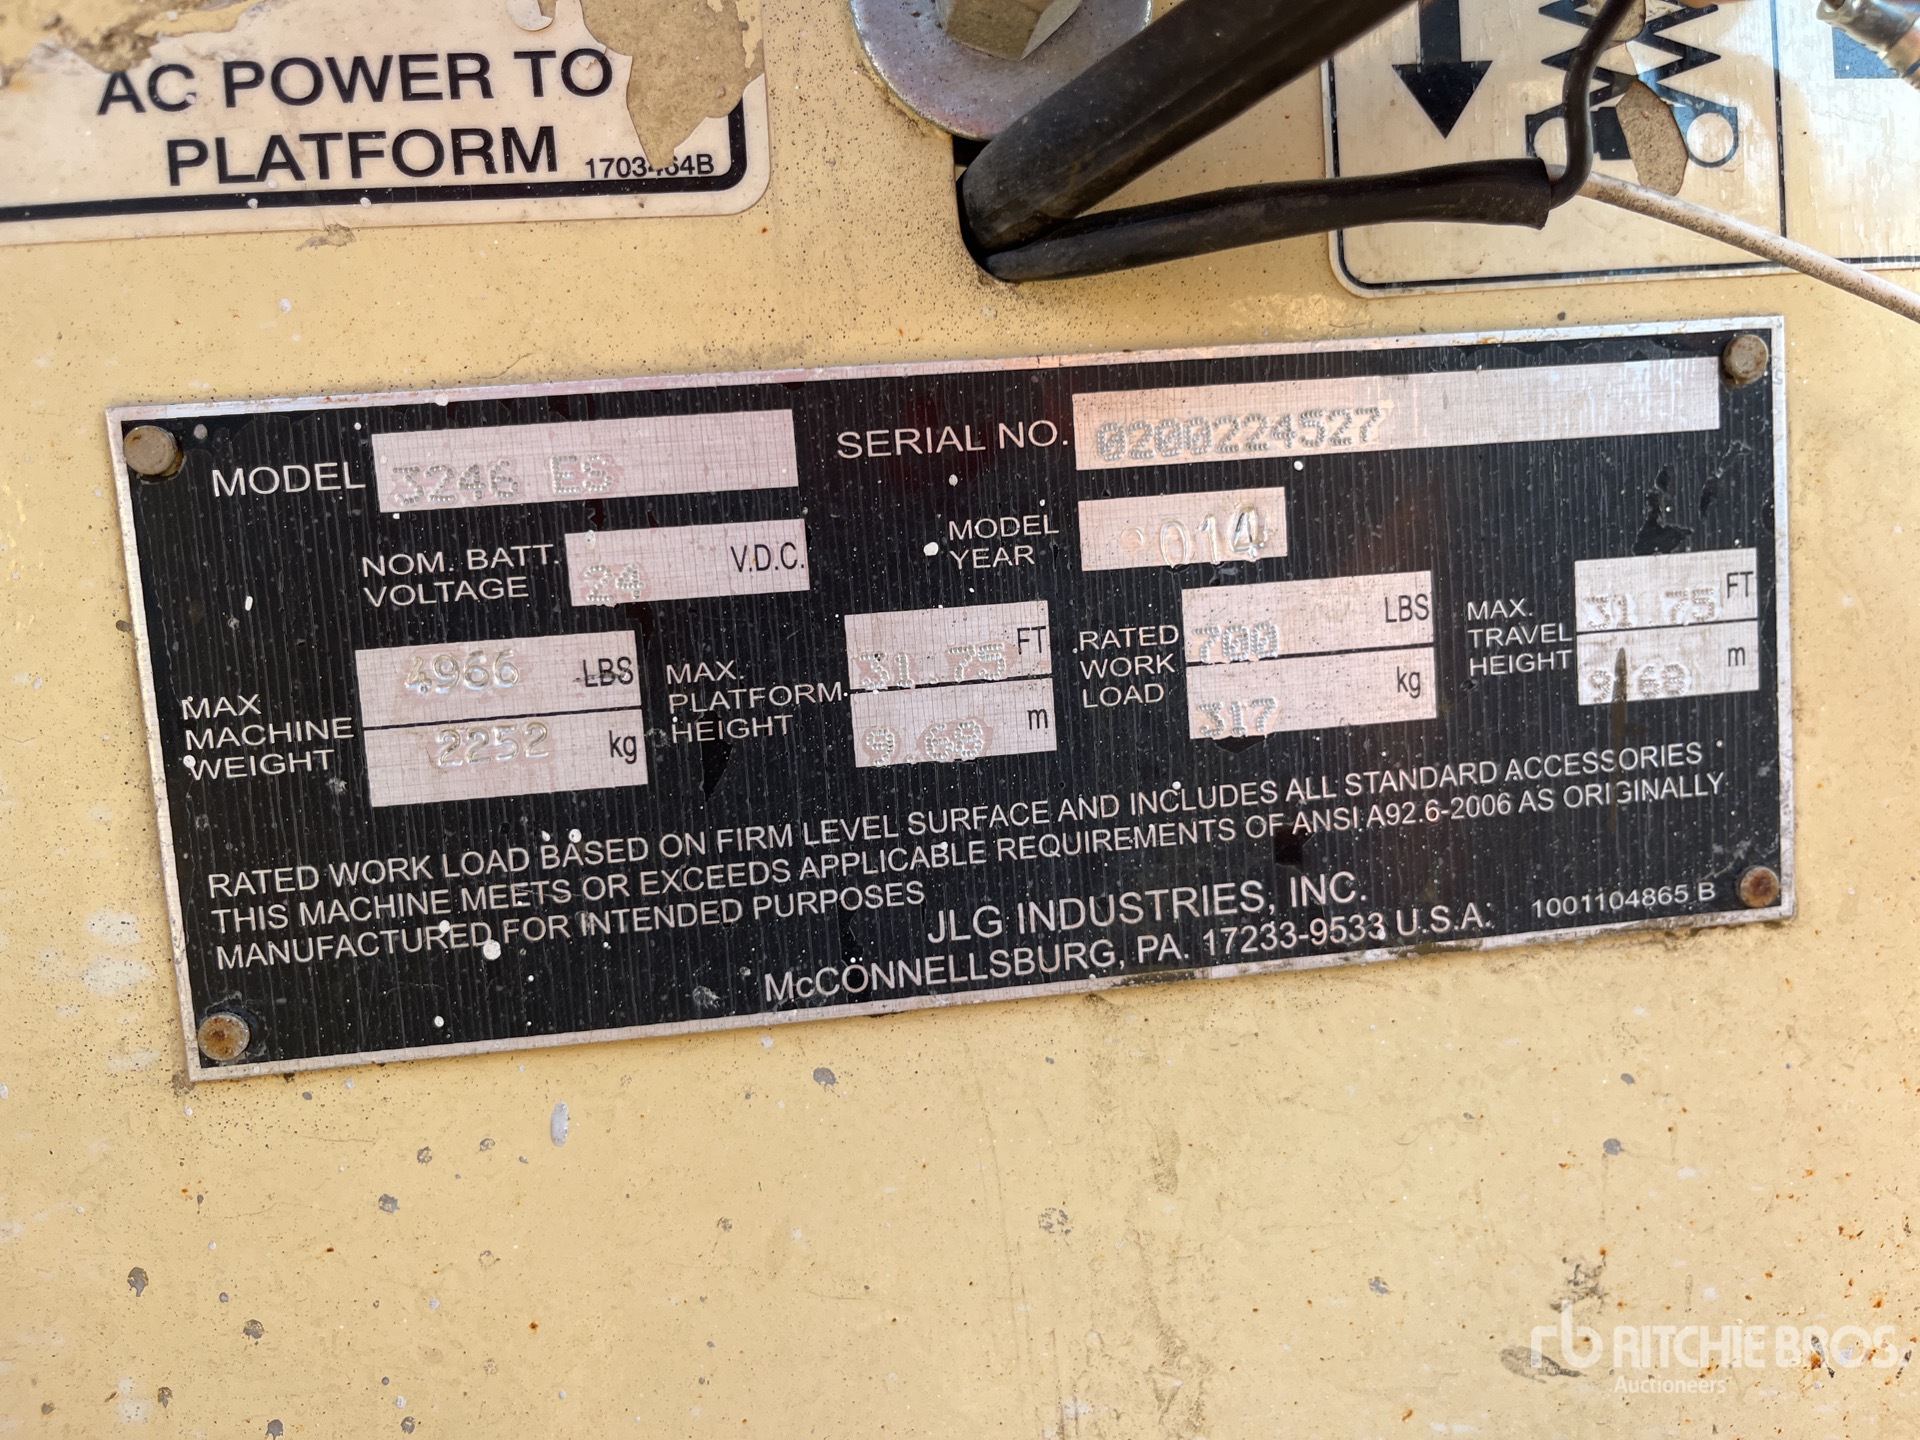 AC POWER TO
PLATFORM 1703464B
MODEL 3246 ES
SERIAL NO. 0200224527
NOM. BATT. VOLTAGE 24 V.D.C.
MODEL YEAR 014
MAX MACHINE WEIGHT 4966 LBS
2252 kg
MAX. PLATFORM HEIGHT 31.75 FT
9.68 m
RATED WORK LOAD 700 LBS
317 kg
MAX. TRAVEL HEIGHT 31.75 FT
9.68 m
RATED WORK LOAD BASED ON FIRM LEVEL SURFACE AND INCLUDES ALL STANDARD ACCESSORIES
THIS MACHINE MEETS OR EXCEEDS APPLICABLE REQUIREMENTS OF ANSI A92.6-2006 AS ORIGINALLY
MANUFACTURED FOR INTENDED PURPOSES
JLG INDUSTRIES, INC.
McCONNELLSBURG, PA. 17233-9533 U.S.A.
1001104865 B
rb RITCHIE BROS.
Auctioneers